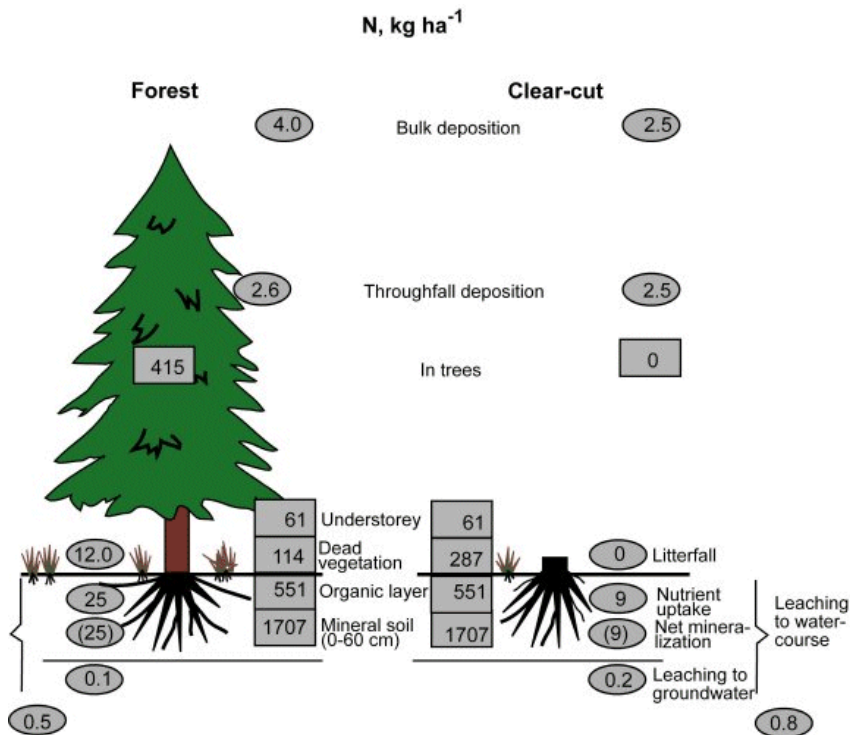 N, kg ha-1
Forest
Clear-cut
4.0
Bulk deposition
2.5
2.6
Throughfall deposition
2.5
415
In trees
0
61
Understorey
61
12.0
114
Dead
vegetation
287
0
Litterfall
25
551
Organic layer
551
9
Nutrient
uptake
(25)
1707
Mineral soil
(0-60 cm)
1707
(9)
Net minera-
lization
Leaching
to water-
course
0.1
0.2
Leaching to
groundwater
0.5
0.8